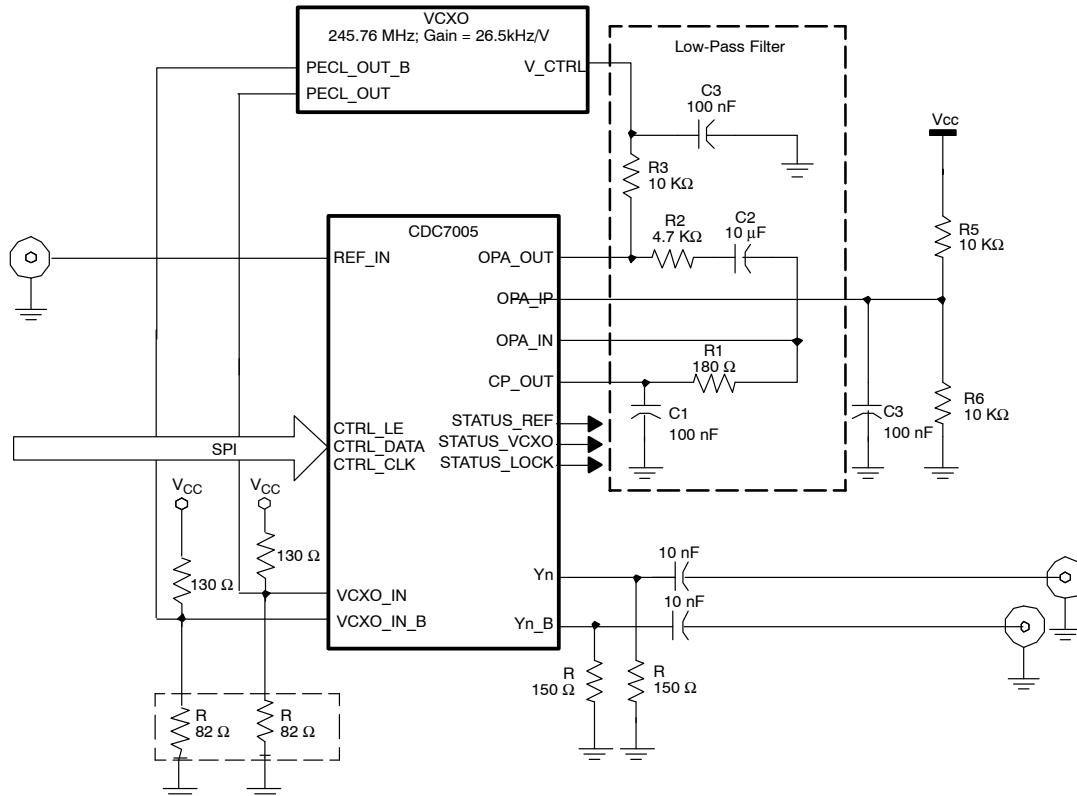 VCXO
245.76 MHz; Gain = 26.5kHz/V
PECL_OUT_B
V_CTRL
PECL_OUT
Low-Pass Filter
C3
100 nF
Vcc
R3
10 KΩ
R2
4.7 KΩ
C2
10 μF
R5
10 KΩ
CDC7005
REF_IN
OPA_OUT
OPA_IP
OPA_IN
R1
180 Ω
CP_OUT
C1
100 nF
C3
100 nF
R6
10 KΩ
STATUS_REF
STATUS_VCXO
STATUS_LOCK
CTRL_LE
CTRL_DATA
CTRL_CLK
SPI
VCC
VCC
130 Ω
130 Ω
VCXO_IN
VCXO_IN_B
Yn
10 nF
Yn_B
10 nF
R
150 Ω
R
150 Ω
R
82 Ω
R
82 Ω